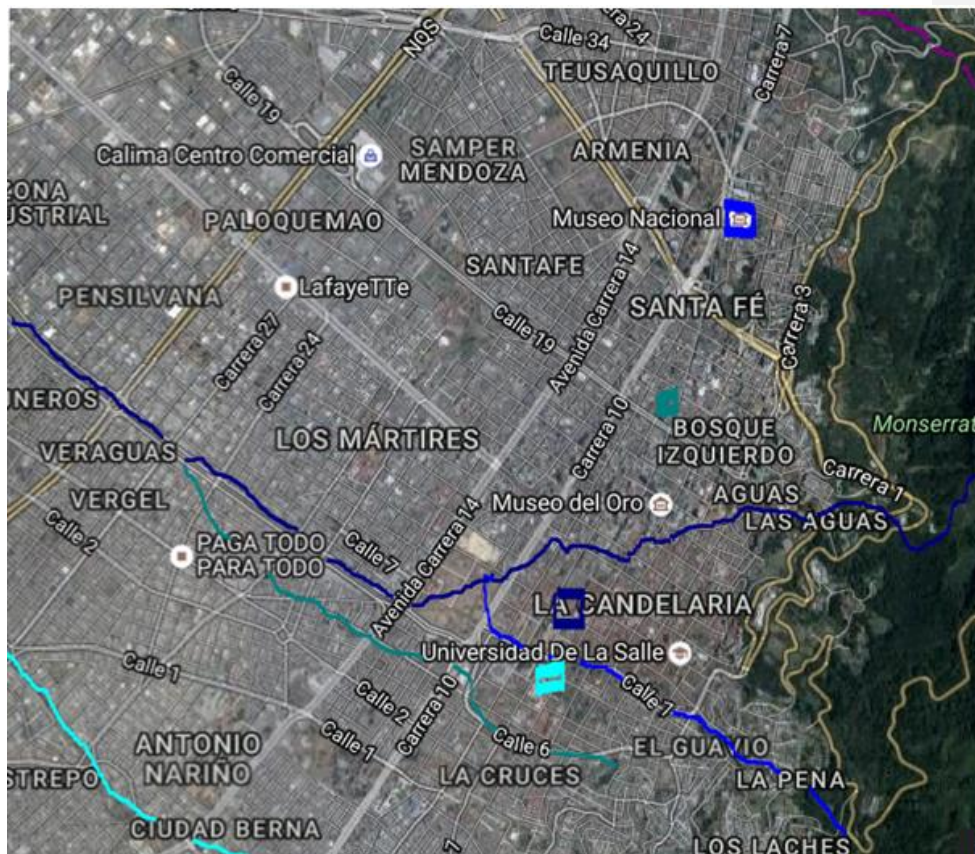 Carrera 24
Calle 34
Carrera 7
NQS
TEUSAQUILLO
Calle 19
Calima Centro Comercial
SAMPER
MENDOZA
ARMENIA
ZONA
USTRIAL
PALOQUEMAO
Museo Nacional
SANTAFE
Avenida Carrera 14
LafayeTTe
PENSILVANA
SANTA FÉ
Carrera 3
Carrera 27
Carrera 24
Calle 19
UNEROS
Carrera 10
BOSQUE
IZQUIERDO
Monserrat
LOS MÁRTIRES
VERAGUAS
Carrera 1
VERGEL
Museo del Oro
AGUAS
LAS AGUAS
Calle 2
PAGA TODO
PARA TODO
Calle 7
Avenida Carrera 14
LA CANDELARIA
Universidad De La Salle
Calle 1
Calle 2
Carrera 10
Calle 7
Calle 1
ANTONIO
NARIÑO
Calle 6
EL GUAVIO
STREPO
LA CRUCES
LA PENA
CIUDAD BERNA
7
LOS LACHES